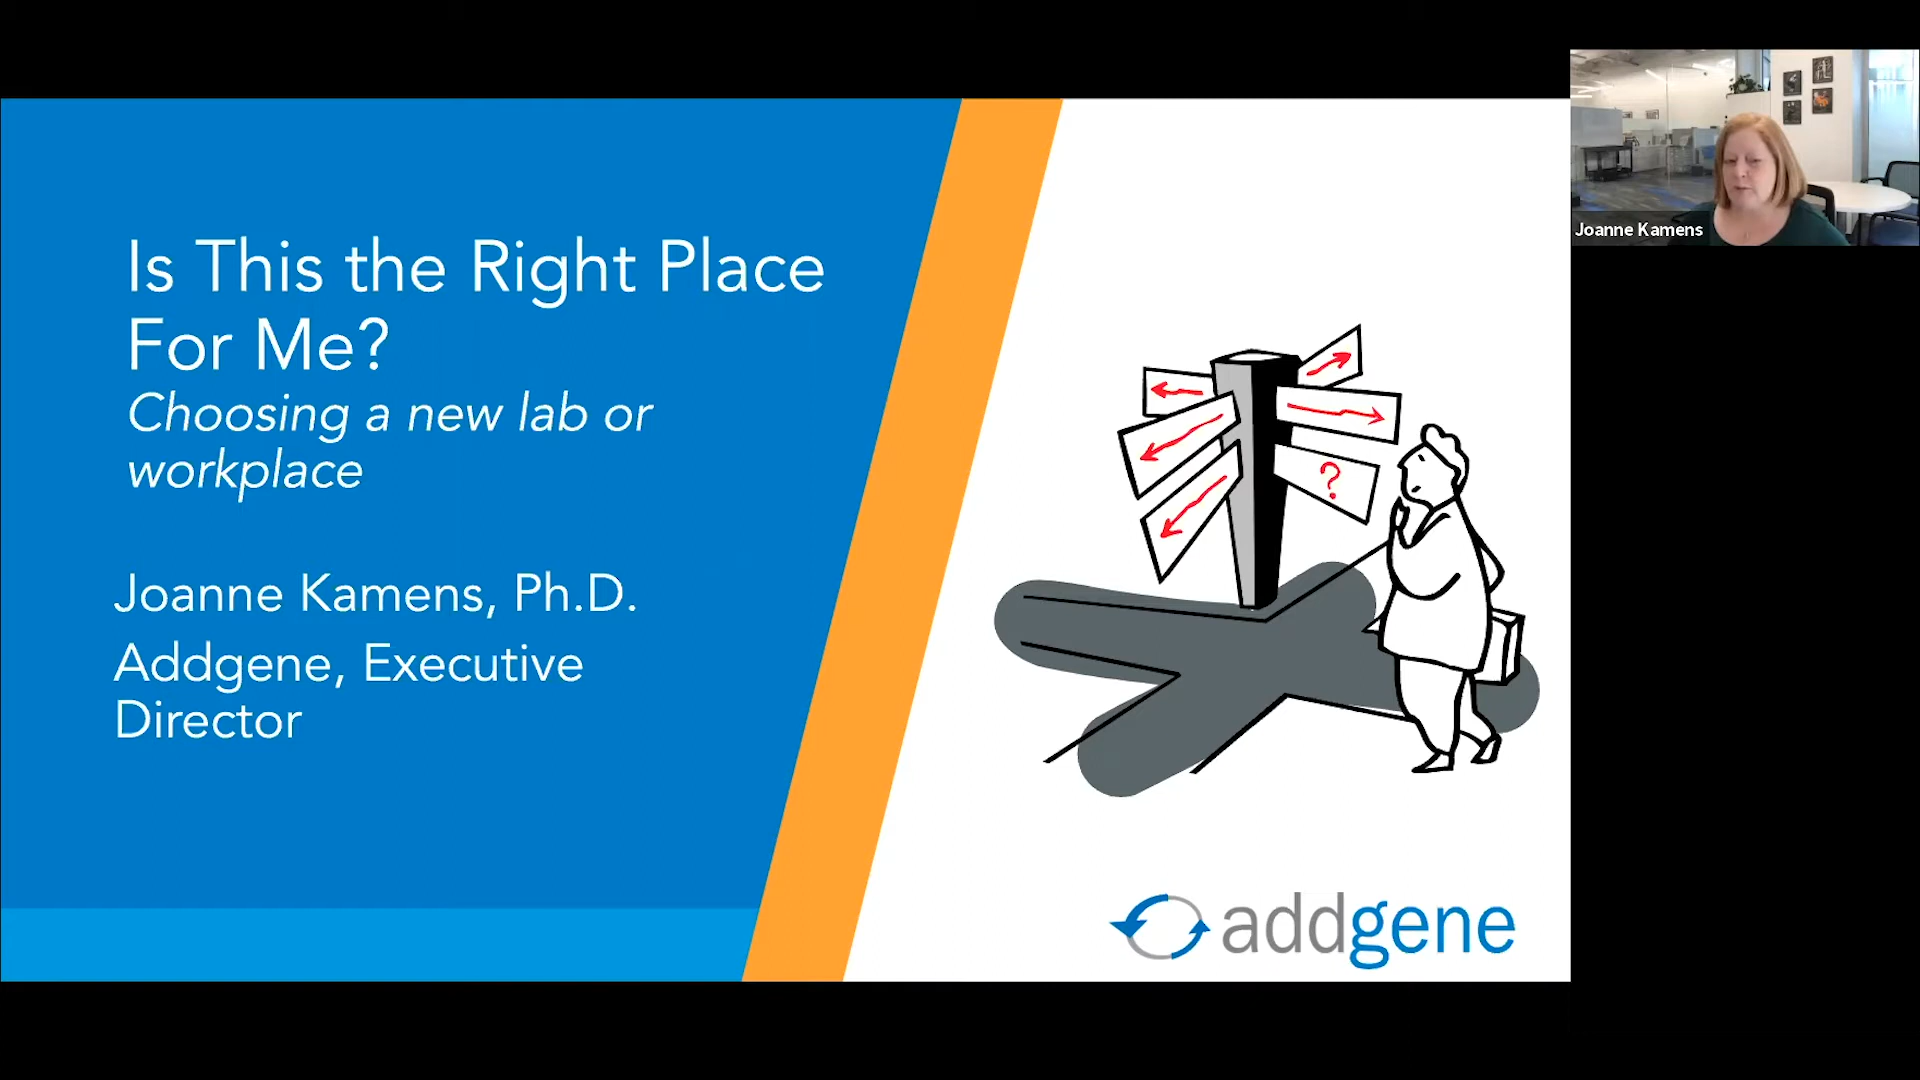 Is This the Right Place
For Me?
Choosing a new lab or
workplace
Joanne Kamens, Ph.D.
Addgene, Executive
Director
?
addgene
Joanne Kamens